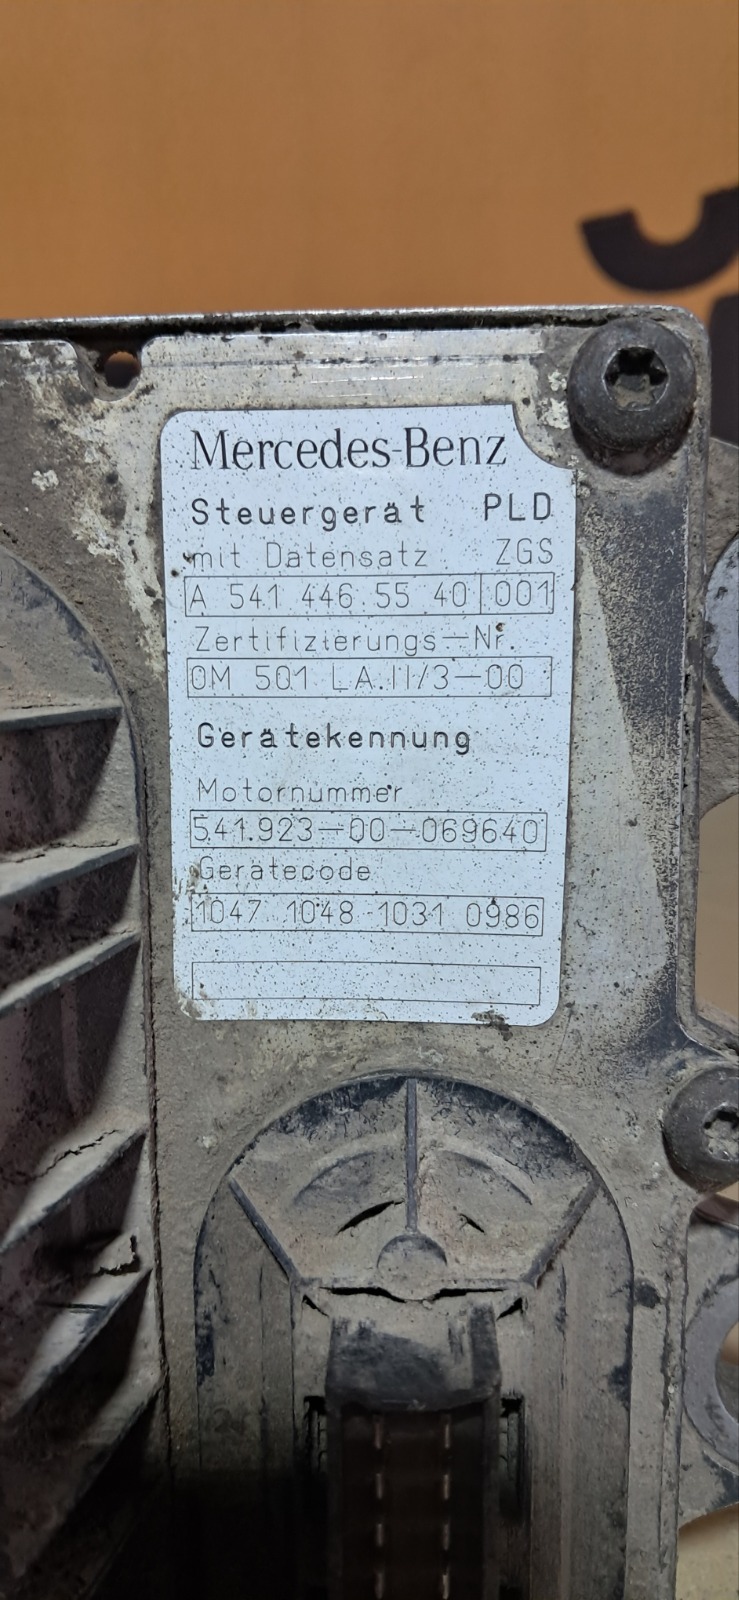 Mercedes-Benz
Steuergerät PLD
mit Datensatz ZGS
A 541 446 55 40 001
Zertifizierungs-Nr.
OM 501 LA.II/3-00
Gerätekennung
Motornummer
541.923-00-069640
Gerätecode
1047 1048 1031 0986